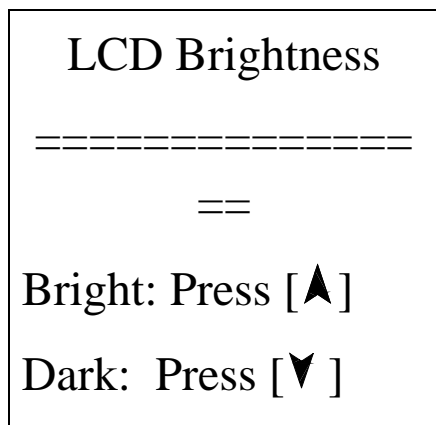 LCD Brightness
==============
==
Bright: Press [⮝]
Dark:  Press [⮟ ]